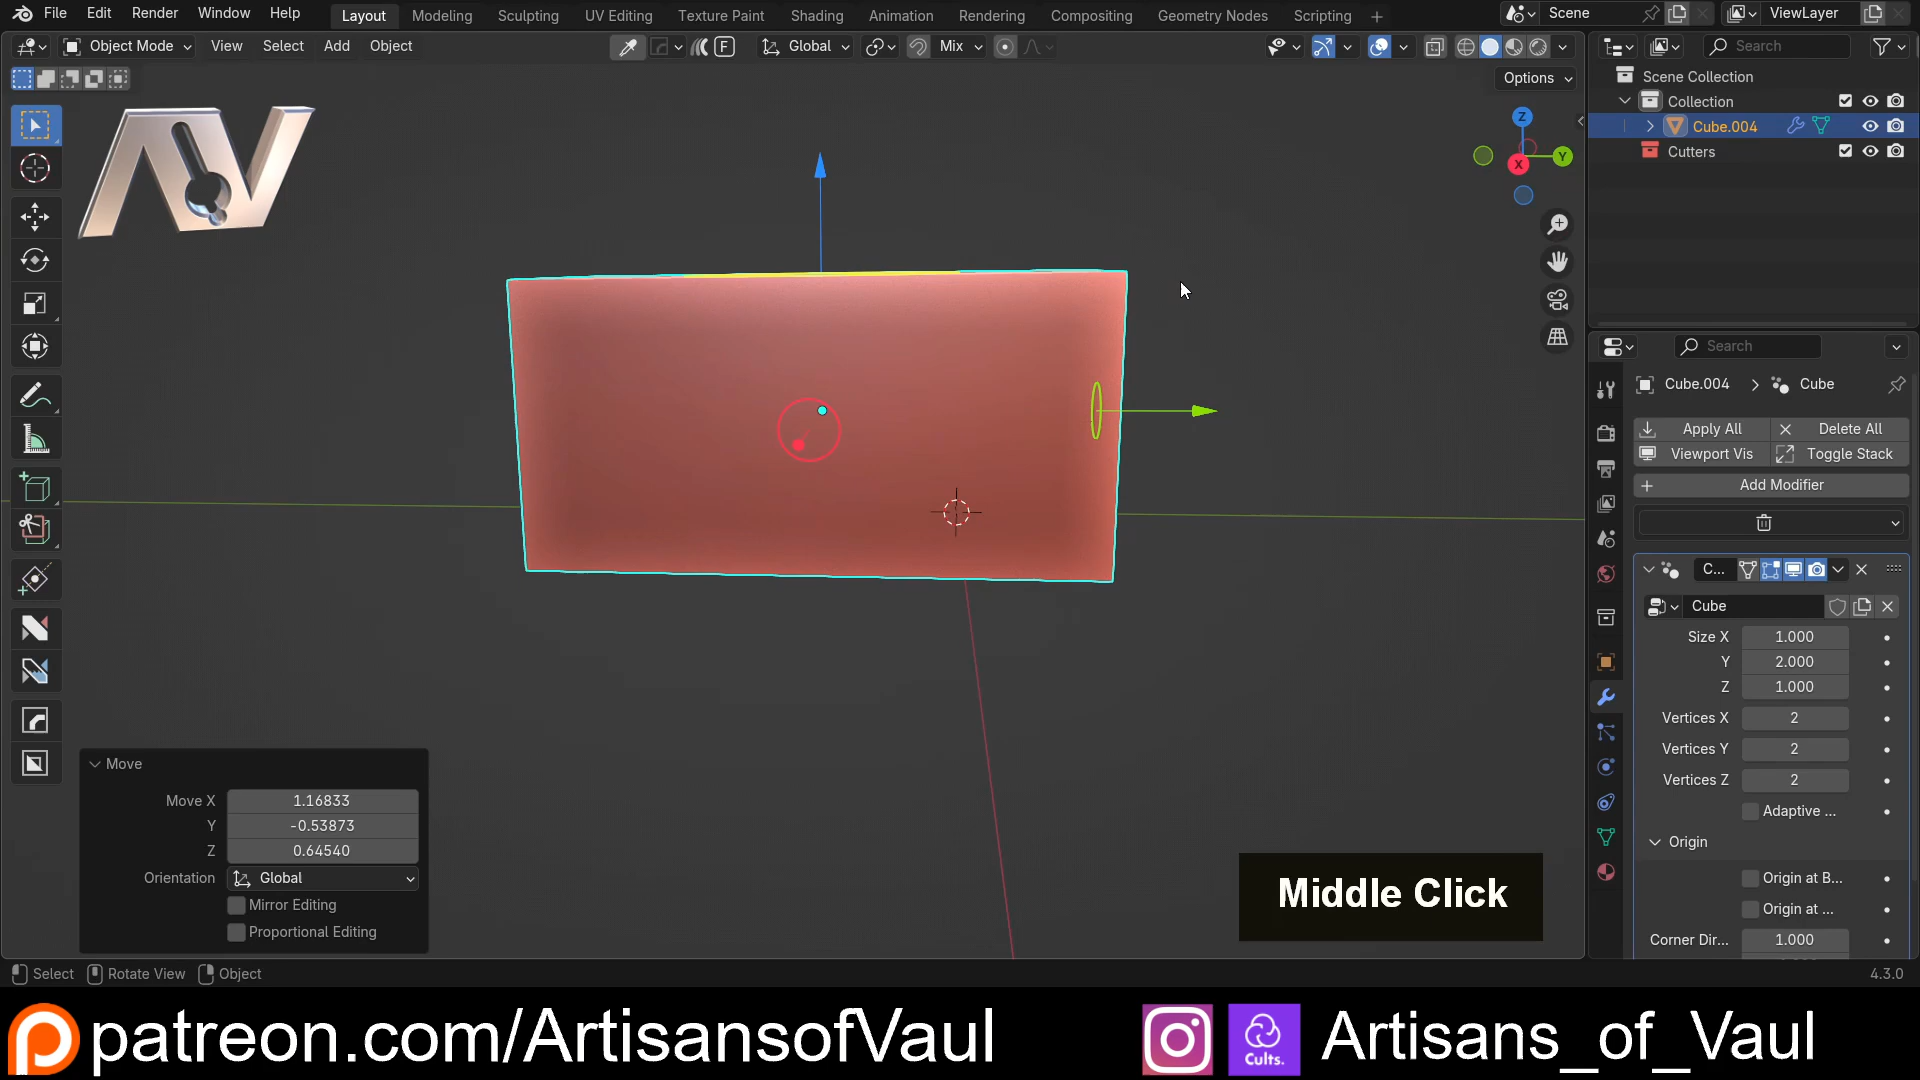 File Edit Render Window Help Layout Modeling Sculpting UV Editing Texture Paint Shading Animation Rendering Compositing Geometry Nodes Scripting + Scene ViewLayer
Object Mode View Select Add Object F Global Mix Search
Options
Scene Collection
Collection
Cube.004
Cutters
Z
Y
X
AV
Search
Cube.004 > Cube
Apply All Delete All
Viewport Vis Toggle Stack
Add Modifier
C...
Cube
Size X 1.000
Y 2.000
Z 1.000
Vertices X 2
Vertices Y 2
Vertices Z 2
Adaptive ...
Origin
Origin at B...
Origin at ...
Corner Dir... 1.000
Move
Move X 1.16833
Y -0.53873
Z 0.64540
Orientation Global
Mirror Editing
Proportional Editing
Middle Click
Select Rotate View Object 4.3.0
patreon.com/ArtisansofVaul Cults. Artisans_of_Vaul